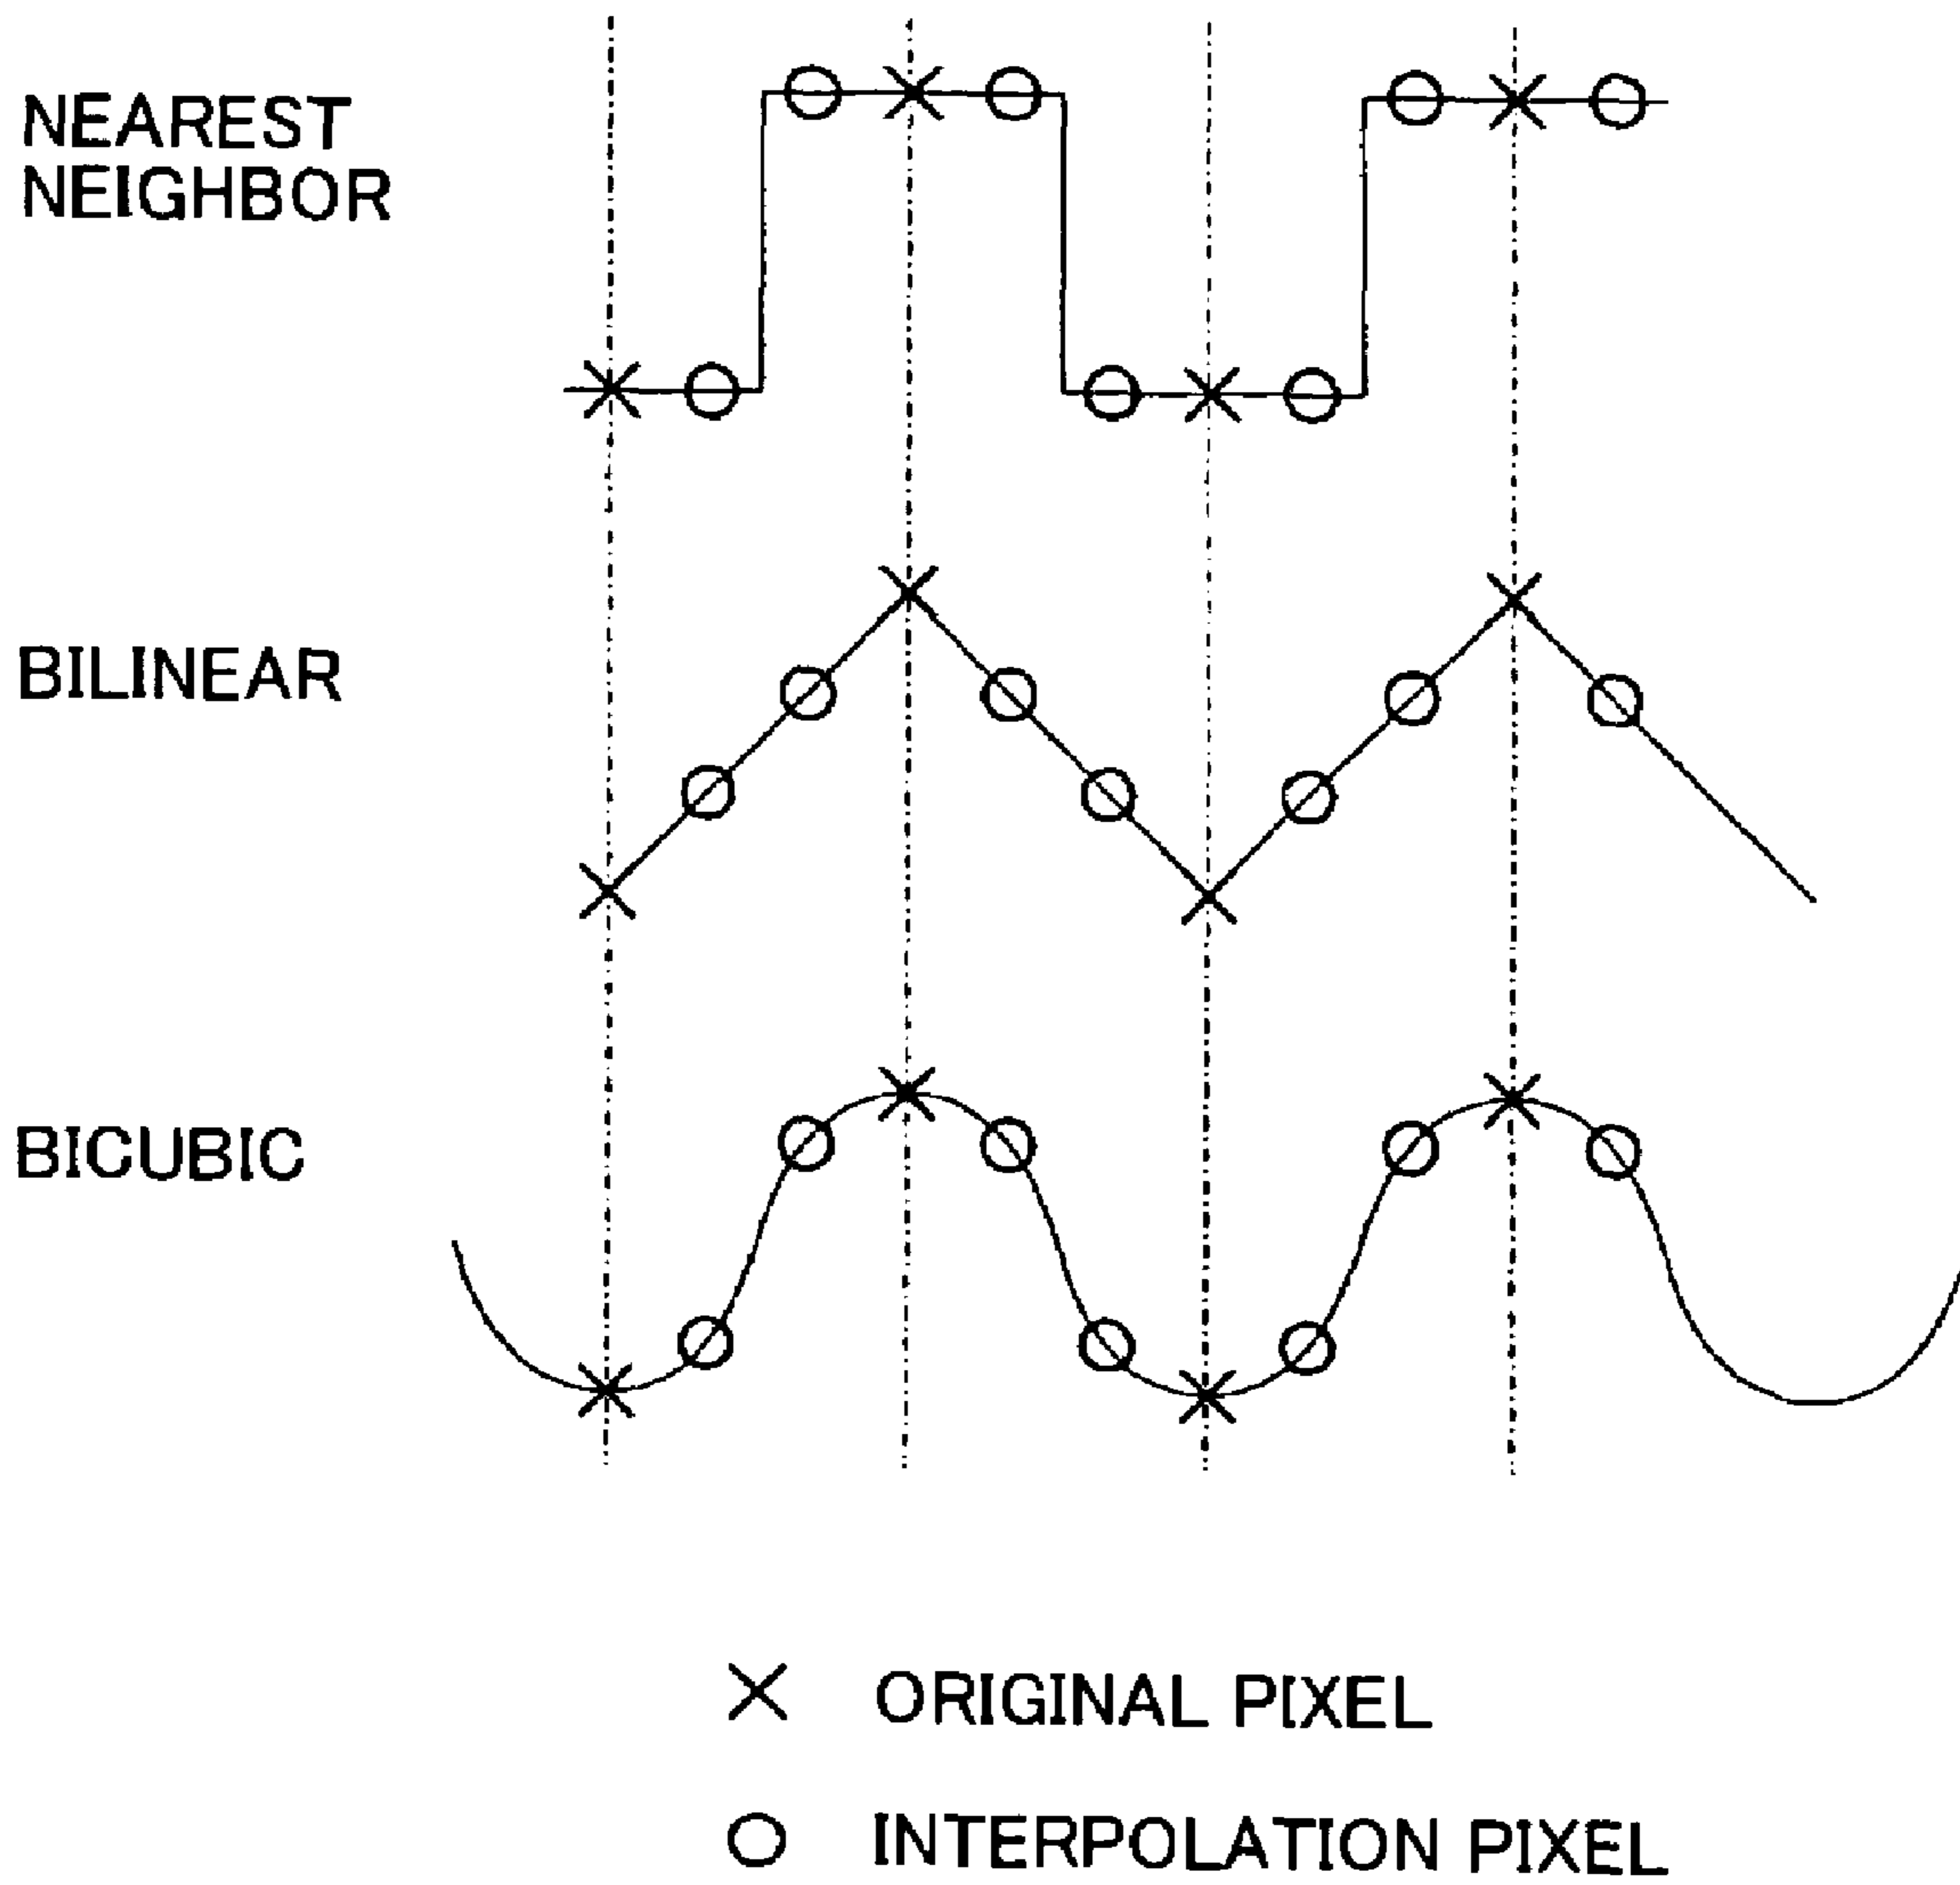 NEAREST
NEIGHBOR
BILINEAR
BICUBIC
ORIGINAL PIXEL
INTERPOLATION PIXEL